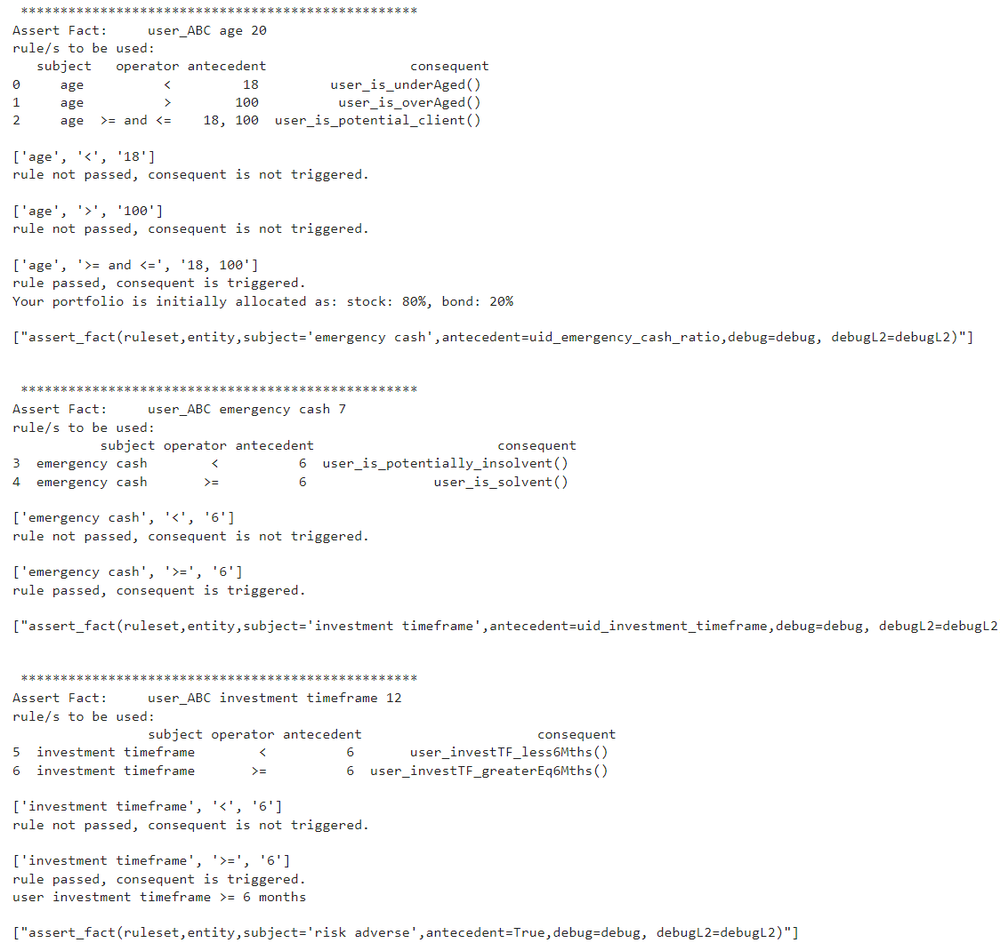 **************************************************
Assert Fact:     user_ABC age 20
rule/s to be used:
   subject   operator antecedent                  consequent
0     age          <         18         user_is_underAged()
1     age          >        100          user_is_overAged()
2     age  >= and <=    18, 100  user_is_potential_client()
['age', '<', '18']
rule not passed, consequent is not triggered.
['age', '>', '100']
rule not passed, consequent is not triggered.
['age', '>= and <=', '18, 100']
rule passed, consequent is triggered.
Your portfolio is initially allocated as: stock: 80%, bond: 20%
["assert_fact(ruleset,entity,subject='emergency cash',antecedent=uid_emergency_cash_ratio,debug=debug, debugL2=debugL2)"]
**************************************************
Assert Fact:     user_ABC emergency cash 7
rule/s to be used:
           subject operator antecedent                       consequent
3  emergency cash        <          6  user_is_potentially_insolvent()
4  emergency cash       >=          6                user_is_solvent()
['emergency cash', '<', '6']
rule not passed, consequent is not triggered.
['emergency cash', '>=', '6']
rule passed, consequent is triggered.
["assert_fact(ruleset,entity,subject='investment timeframe',antecedent=uid_investment_timeframe,debug=debug, debugL2=debugL2
**************************************************
Assert Fact:     user_ABC investment timeframe 12
rule/s to be used:
                 subject operator antecedent                      consequent
5  investment timeframe        <          6       user_investTF_less6Mths()
6  investment timeframe       >=          6  user_investTF_greaterEq6Mths()
['investment timeframe', '<', '6']
rule not passed, consequent is not triggered.
['investment timeframe', '>=', '6']
rule passed, consequent is triggered.
user investment timeframe >= 6 months
["assert_fact(ruleset,entity,subject='risk adverse',antecedent=True,debug=debug, debugL2=debugL2)"]